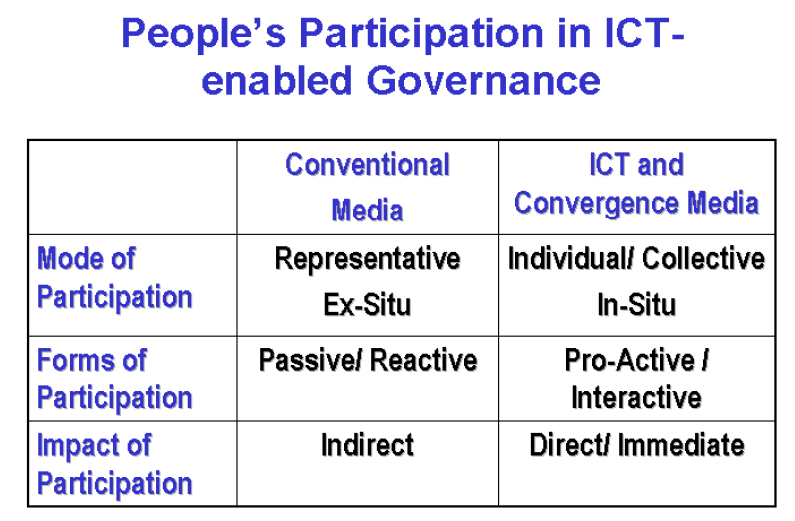 People's Participation in ICT-
enabled Governance
Conventional
Media
ICT and
Convergence Media
Mode of
Participation
Representative
Ex-Situ
Individual/ Collective
In-Situ
Forms of
Participation
Passive/ Reactive
Pro-Active /
Interactive
Impact of
Participation
Indirect
Direct/ Immediate